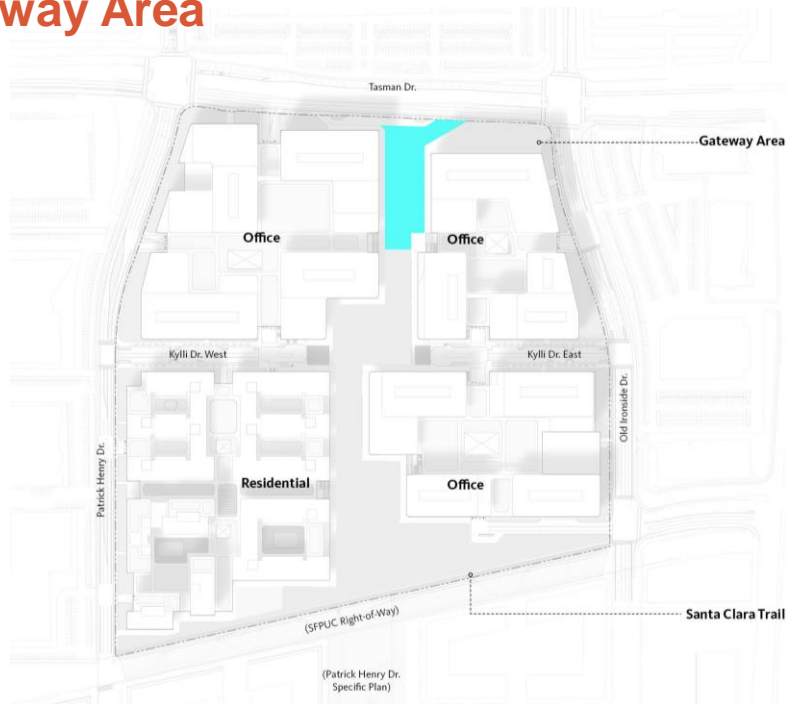 way Area
Tasman Dr.
Gateway Area
Office
Office
Kylli Dr. West
Kylli Dr. East
Old Ironside Dr.
Patrick Henry Dr.
Residential
Office
Santa Clara Trail
(SFPUC Right-of-Way)
(Patrick Henry Dr.
Specific Plan)